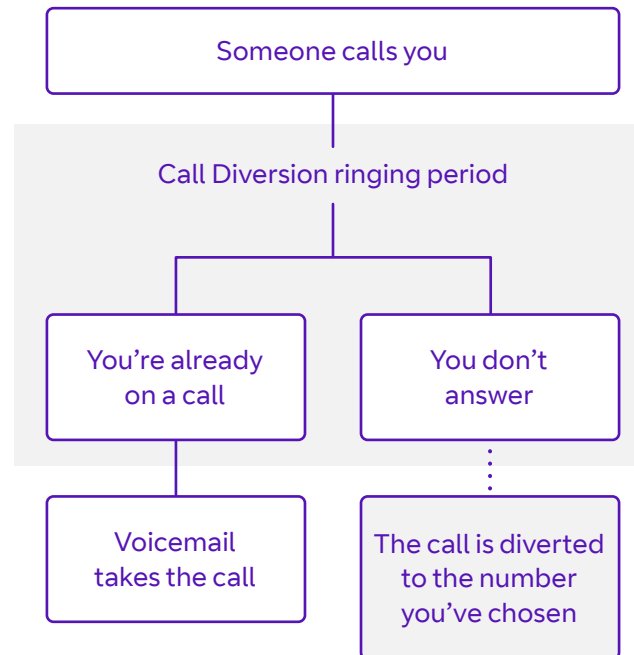 Someone calls you
Call Diversion ringing period
You’re already
on a call
You don’t
answer
Voicemail
takes the call
The call is diverted
to the number
you’ve chosen